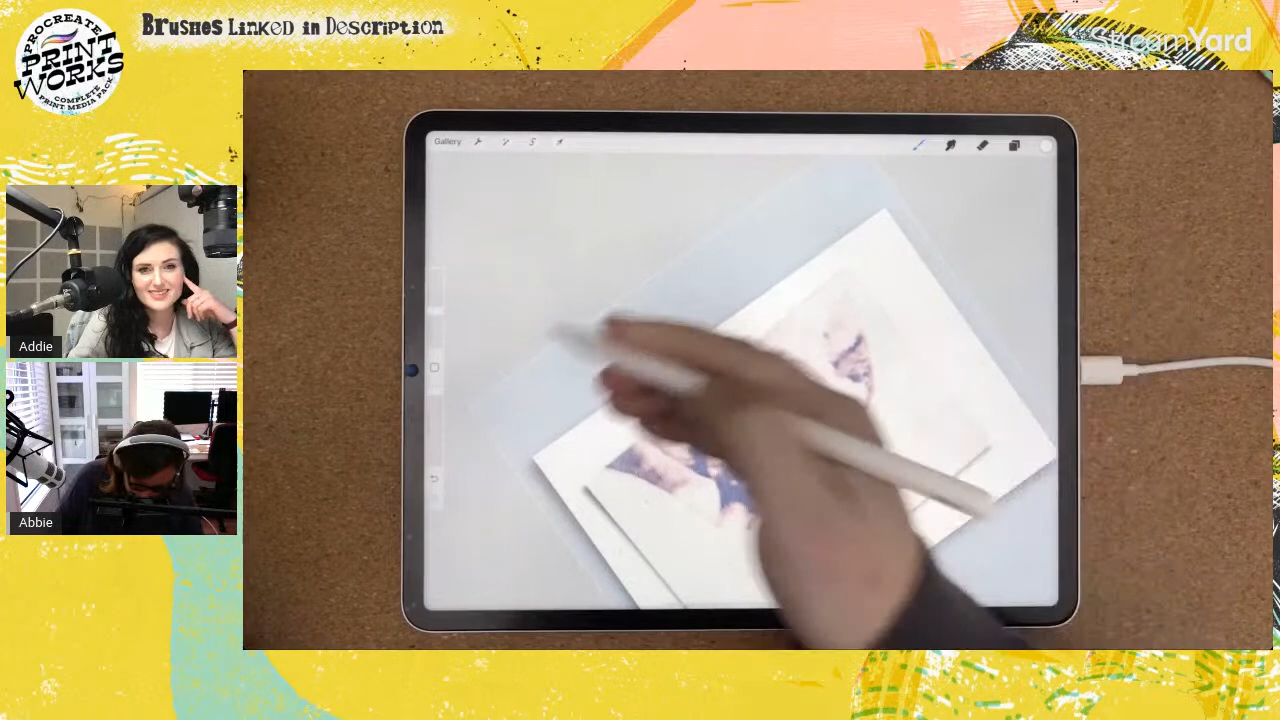 Brushes Linked in Description
StreamYard
PROCREATE
PRINT
WORKS
COMPLETE
PRINT MEDIA PACK
Gallery
Addie
Abbie